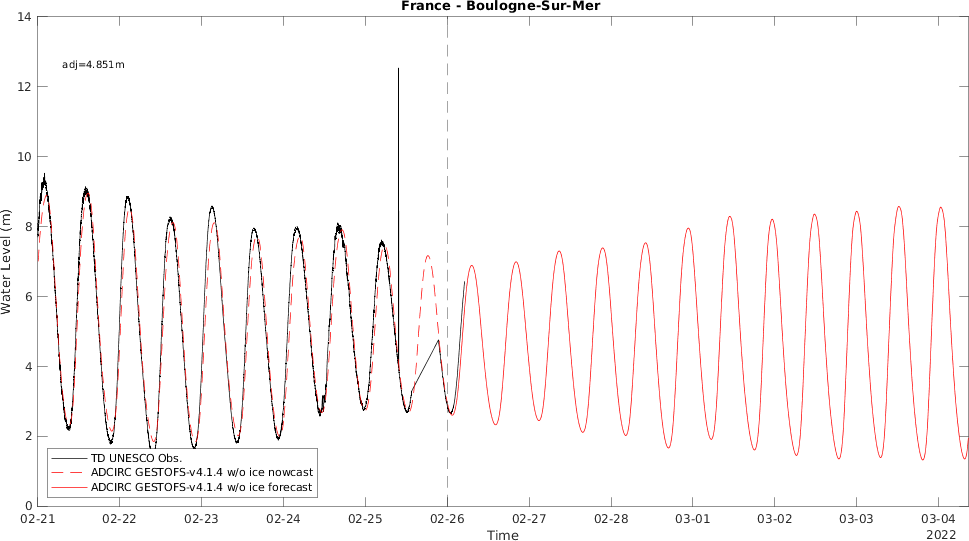 France - Boulogne-Sur-Mer
adj=4.851m
14
12
10
8
6
4
2
0
Water Level (m)
TD UNESCO Obs.
ADCIRC GESTOFS-v4.1.4 w/o ice nowcast
ADCIRC GESTOFS-v4.1.4 w/o ice forecast
02-21 02-22 02-23 02-24 02-25 02-26 02-27 02-28 03-01 03-02 03-03 03-04
Time
2022